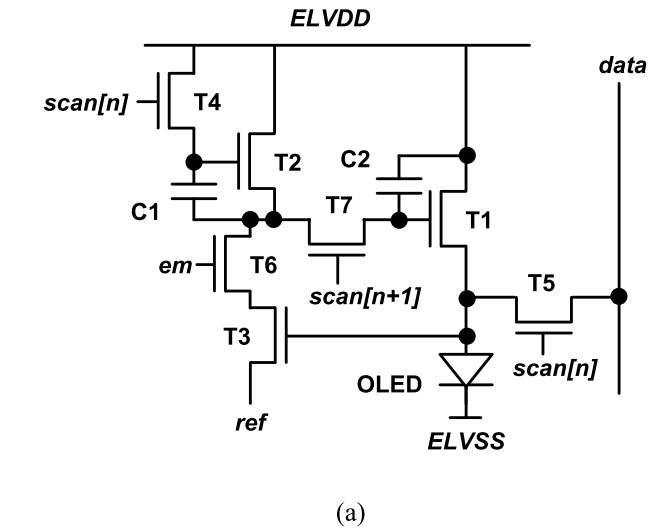 ELVDD
data
scan[n]
T4
T2
C2
C1
T7
T1
em
T6
scan[n+1]
T5
T3
scan[n]
OLED
ref
ELVSS
(a)